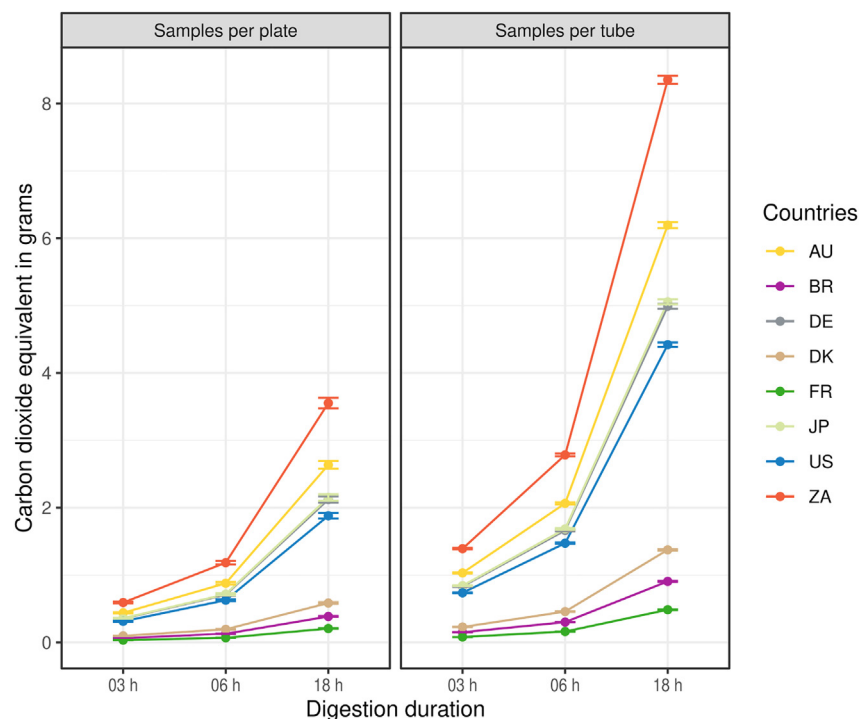 Samples per plate
Samples per tube
Carbon dioxide equivalent in grams
8
6
4
2
0
03 h
06 h
18 h
03 h
06 h
18 h
Digestion duration
Countries
AU
BR
DE
DK
FR
JP
US
ZA